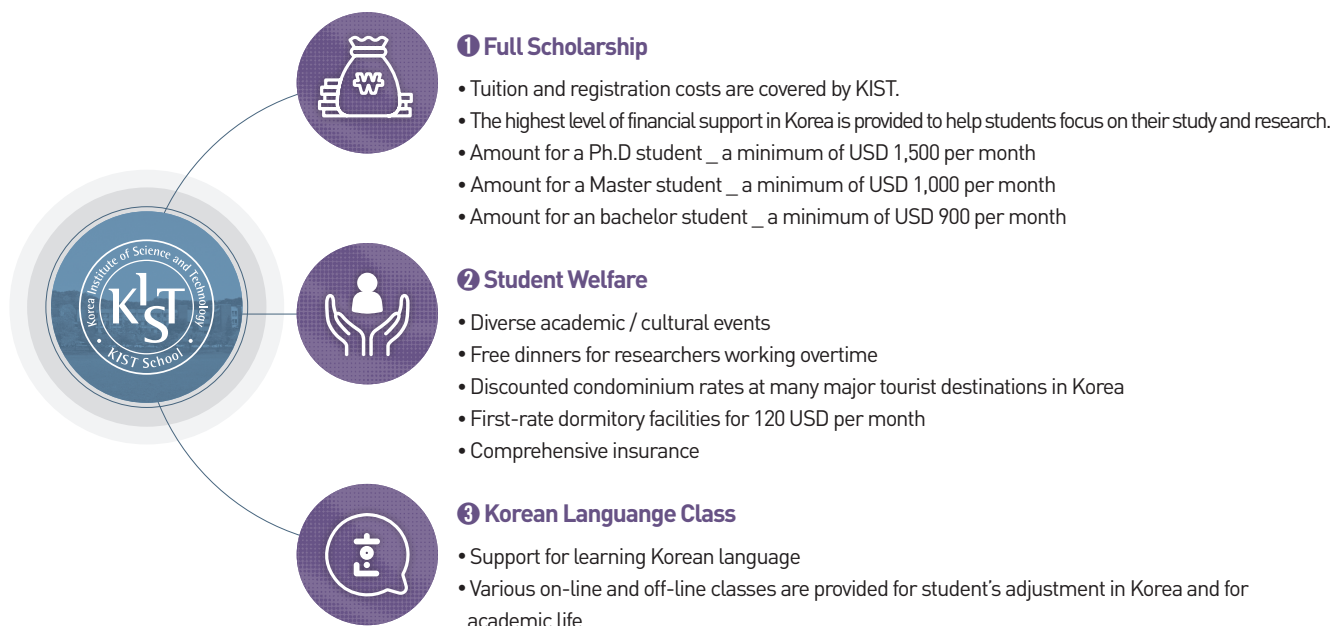 Korea Institute of Science and Technology
KIST
KIST School
₩
❶ Full Scholarship
• Tuition and registration costs are covered by KIST.
• The highest level of financial support in Korea is provided to help students focus on their study and research.
• Amount for a Ph.D student _ a minimum of USD 1,500 per month
• Amount for a Master student _ a minimum of USD 1,000 per month
• Amount for an bachelor student _ a minimum of USD 900 per month
❷ Student Welfare
• Diverse academic / cultural events
• Free dinners for researchers working overtime
• Discounted condominium rates at many major tourist destinations in Korea
• First-rate dormitory facilities for 120 USD per month
• Comprehensive insurance
한
❸ Korean Languange Class
• Support for learning Korean language
• Various on-line and off-line classes are provided for student's adjustment in Korea and for
academic life